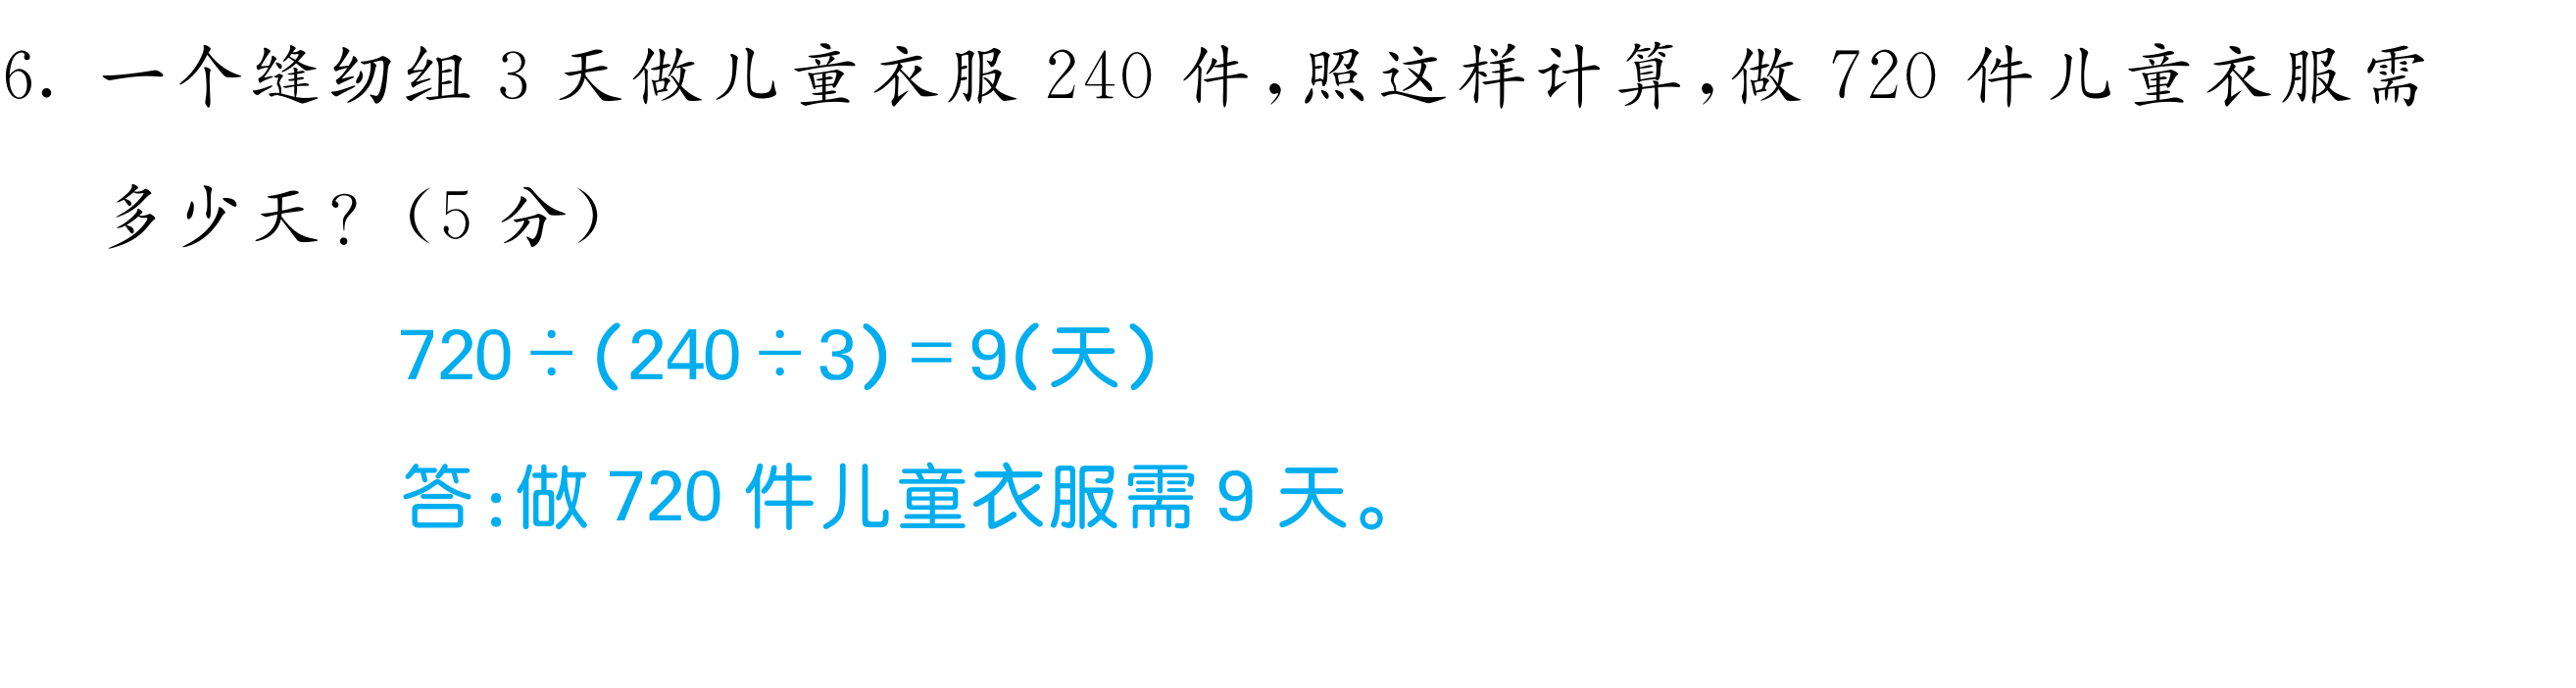 6. 一个缝纫组 3 天做儿童衣服 240 件,照这样计算,做 720 件儿童衣服需
多少天?(5 分)
720÷(240÷3)=9(天)
答:做 720 件儿童衣服需 9 天。